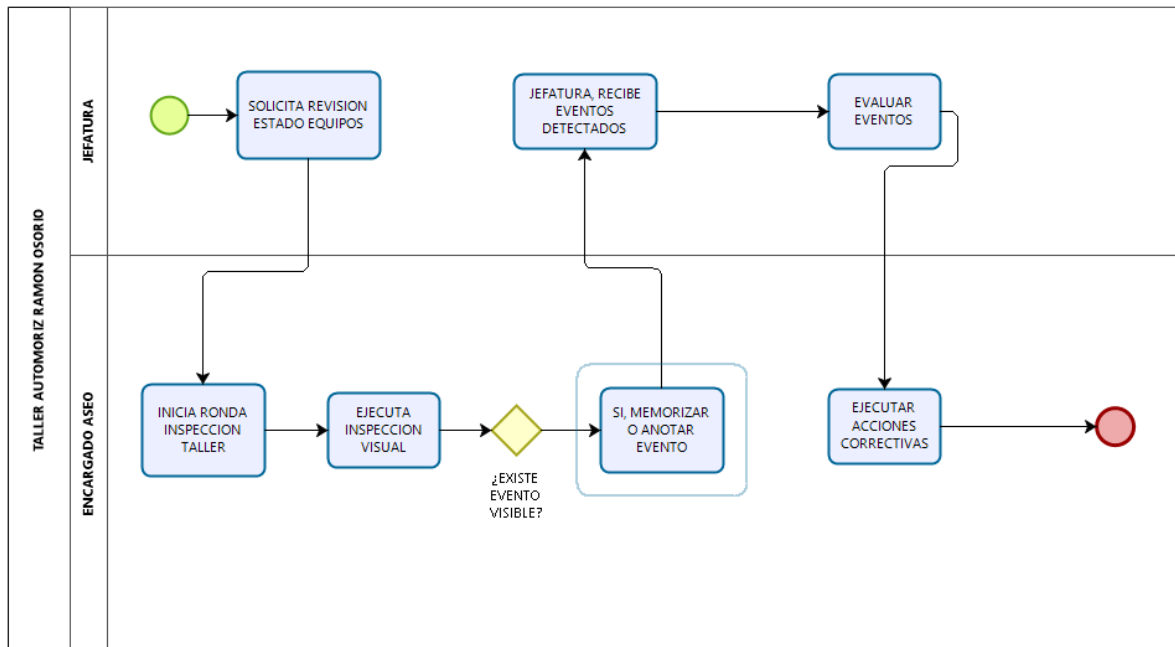 TALLER AUTOMORIZ RAMON OSORIO
JEFATURA
SOLICITA REVISION
ESTADO EQUIPOS
JEFATURA, RECIBE
EVENTOS
DETECTADOS
EVALUAR
EVENTOS
ENCARGADO ASEO
INICIA RONDA
INSPECCION
TALLER
EJECUTA
INSPECCION
VISUAL
¿EXISTE
EVENTO
VISIBLE?
SI, MEMORIZAR
O ANOTAR
EVENTO
EJECUTAR
ACCIONES
CORRECTIVAS